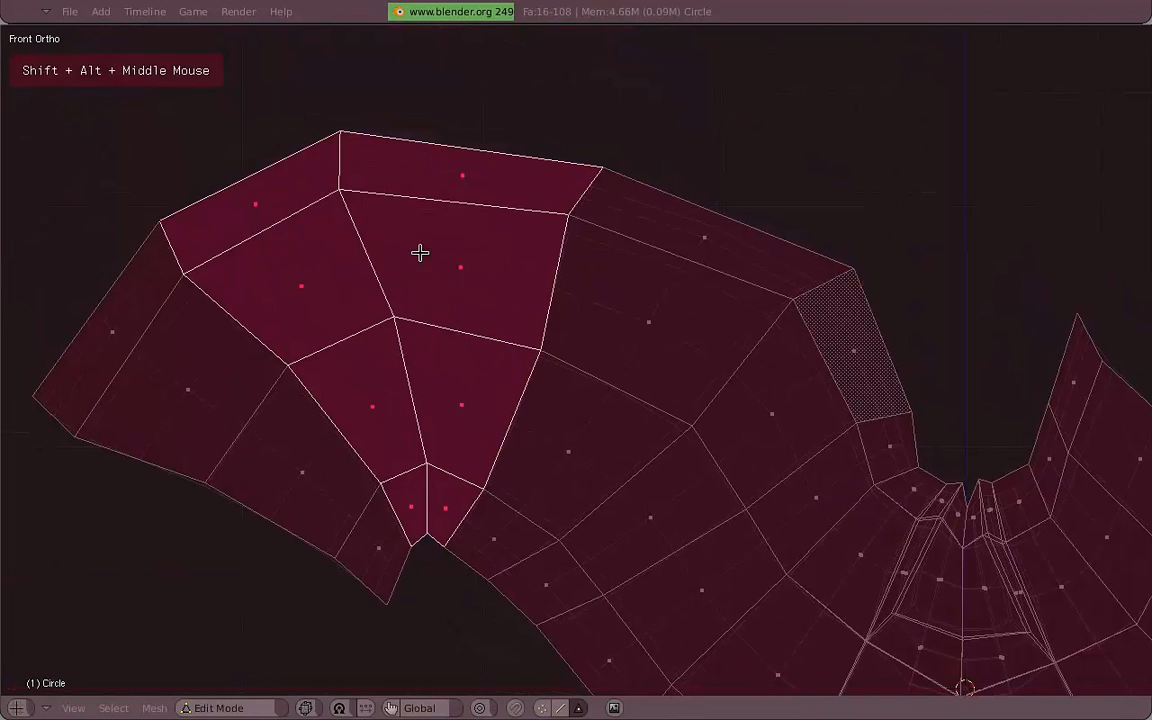 File Add Timeline Game Render Help www.blender.org 249 Fa:16-108 | Mem:4.66M (0.09M) Circle
Front Ortho
Shift + Alt + Middle Mouse
(1) Circle
View Select Mesh Edit Mode Global